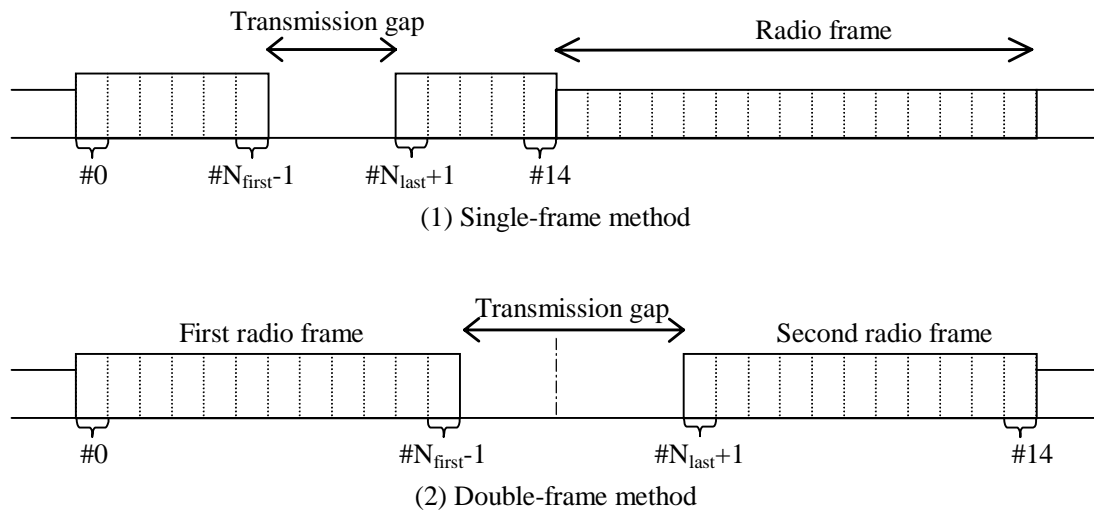 Transmission gap
Radio frame
#0
#N_first-1
#N_last+1
#14
(1) Single-frame method
Transmission gap
First radio frame
Second radio frame
#0
#N_first-1
#N_last+1
#14
(2) Double-frame method